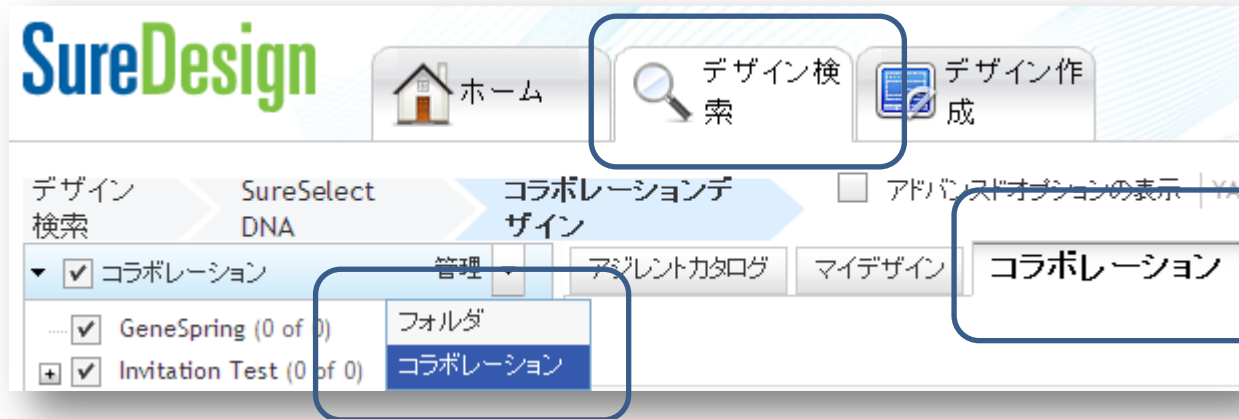 SureDesign
ホーム
デザイン検
索
デザイン作
成
デザイン
検索
SureSelect
DNA
コラボレーションデ
ザイン
アドバンスドオプションの表示
YA
コラボレーション
管理
アジレントカタログ
マイデザイン
コラボレーション
GeneSpring (0 of 0)
フォルダ
Invitation Test (0 of 0)
コラボレーション